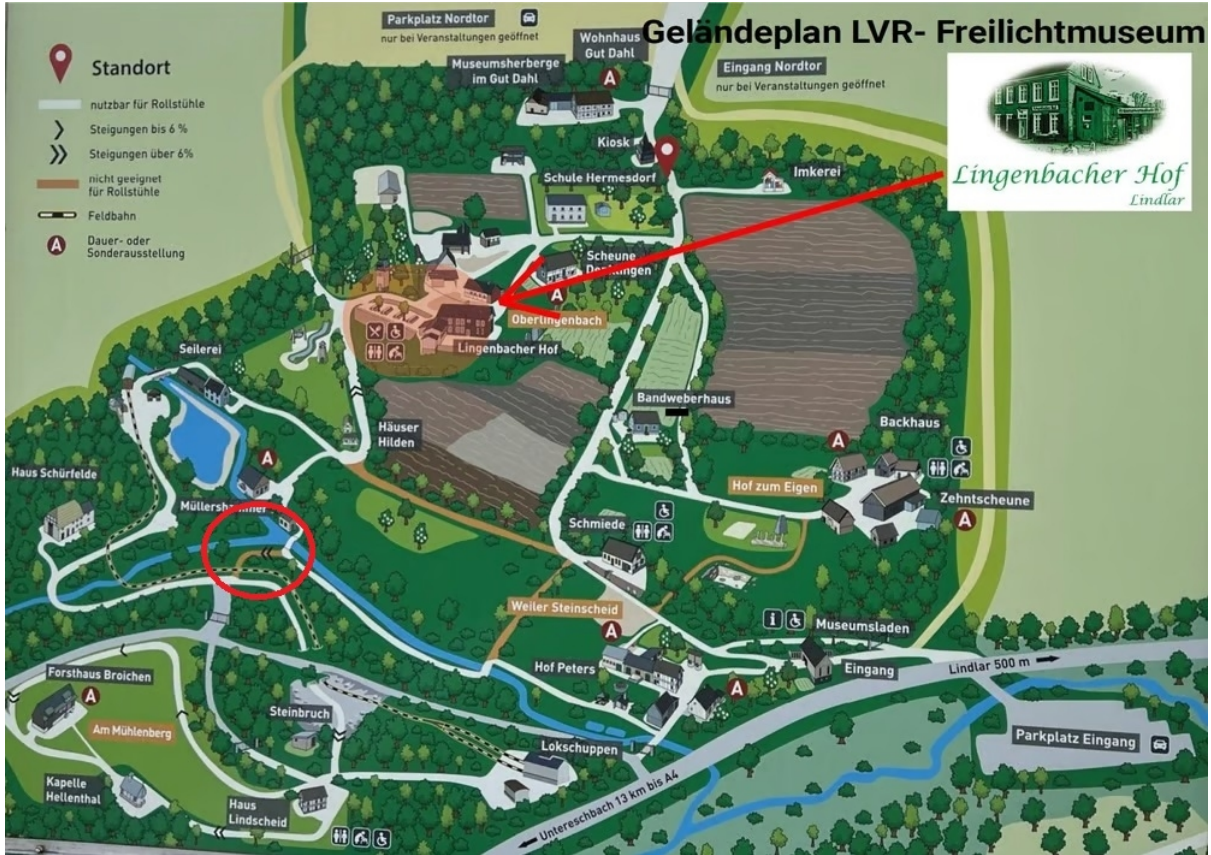 Geländeplan LVR- Freilichtmuseum
Lingenbacher Hof
Lindlar
Standort
nutzbar für Rollstühle
Steigungen bis 6 %
Steigungen über 6%
nicht geeignet
für Rollstühle
Feldbahn
A
Dauer- oder
Sonderausstellung
Parkplatz Nordtor
nur bei Veranstaltungen geöffnet
Wohnhaus
Gut Dahl
A
Museumsherberge
im Gut Dahl
Eingang Nordtor
nur bei Veranstaltungen geöffnet
Kiosk
Schule Hermesdorf
Imkerei
Scheune
A
Oberlingenbach
Lingenbacher Hof
Seilerei
Häuser
Hilden
Bandweberhaus
Backhaus
A
Haus Schürfelde
A
Hof zum Eigen
Zehntscheune
A
Schmiede
Weiler Steinscheid
A
i
Museumsladen
Hof Peters
Eingang
A
Lindlar 500 m
Forsthaus Broichen
A
Am Mühlenberg
Steinbruch
Lokschuppen
Parkplatz Eingang
Kapelle
Hellenthal
Haus
Lindscheid
Untereschbach 13 km bis A4